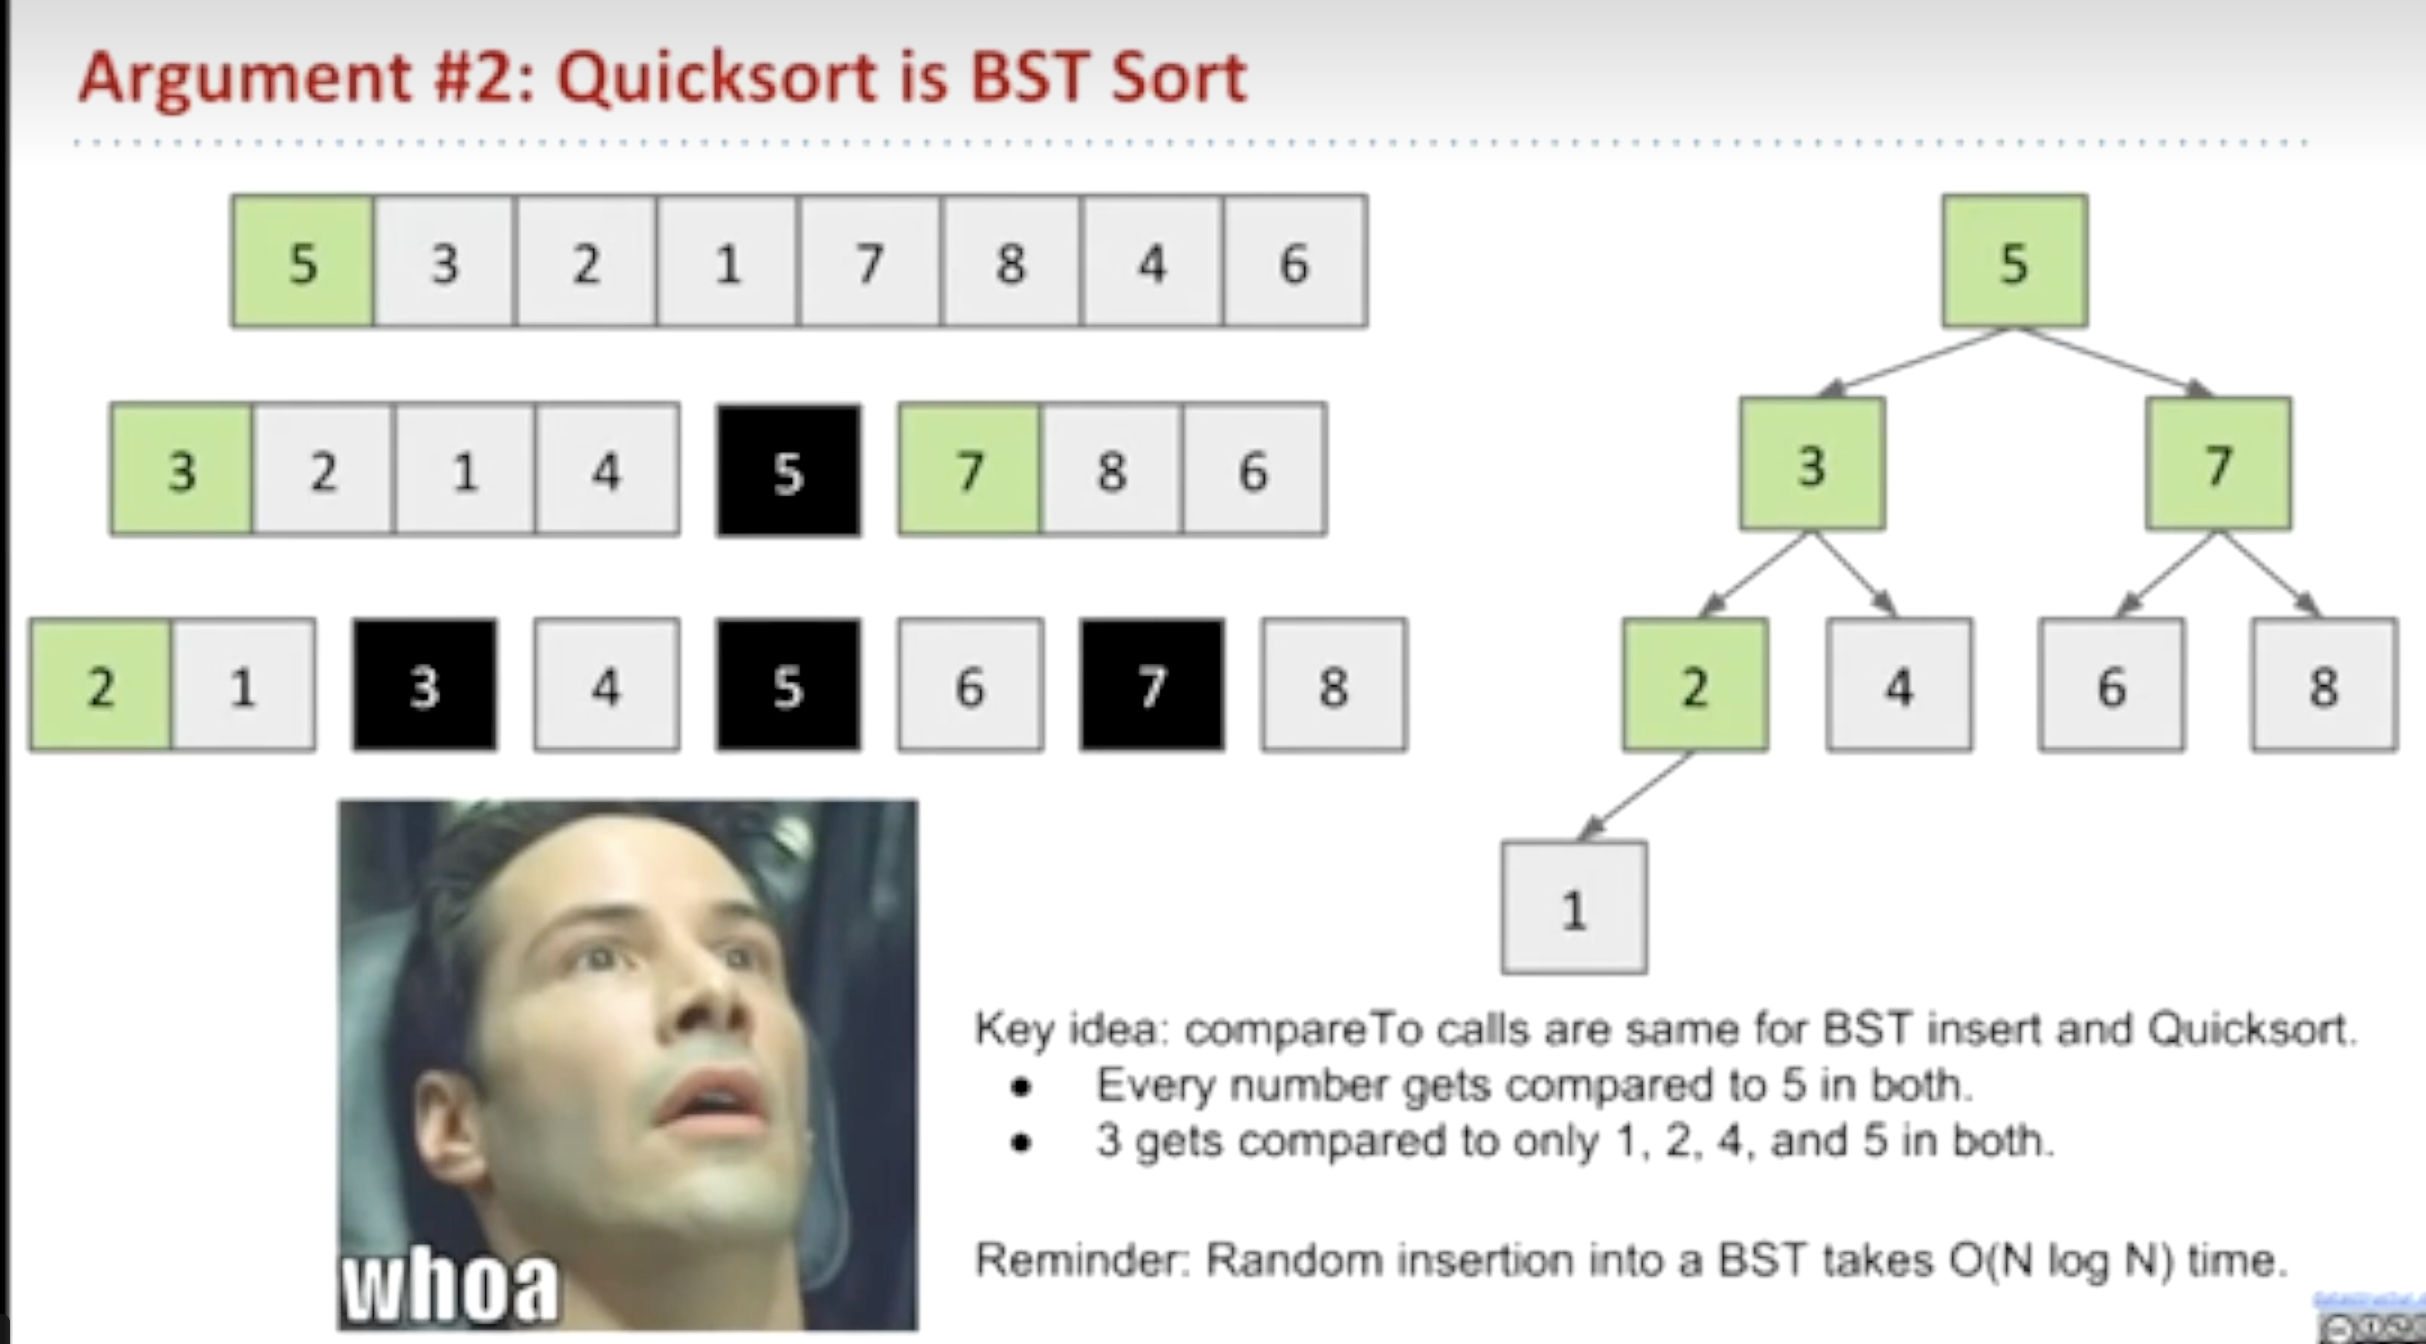 Argument #2: Quicksort is BST Sort
5 3 2 1 7 8 4 6
3 2 1 4 5 7 8 6
2 1 3 4 5 6 7 8
5
3 7
2 4 6 8
1
whoa
Key idea: compareTo calls are same for BST insert and Quicksort.
● Every number gets compared to 5 in both.
● 3 gets compared to only 1, 2, 4, and 5 in both.
Reminder: Random insertion into a BST takes O(N log N) time.